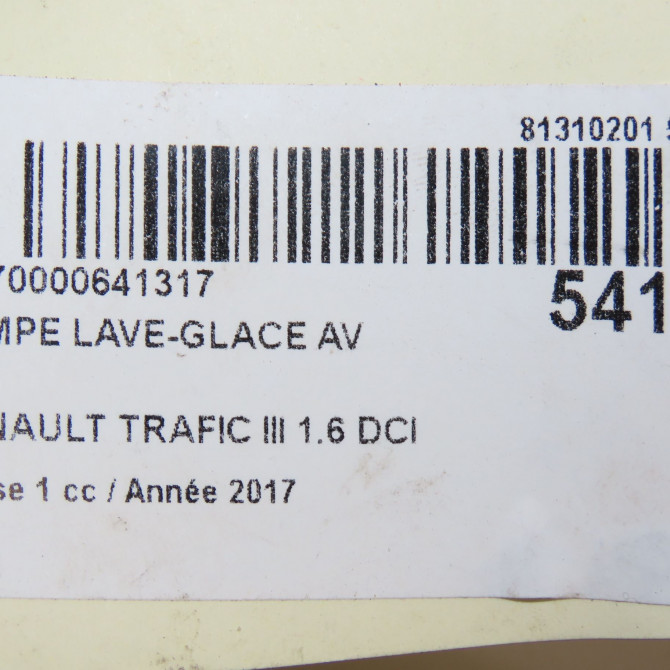 81310201
70000641317
541
MPE LAVE-GLACE AV
NAULT TRAFIC III 1.6 DCI
se 1 cc / Année 2017